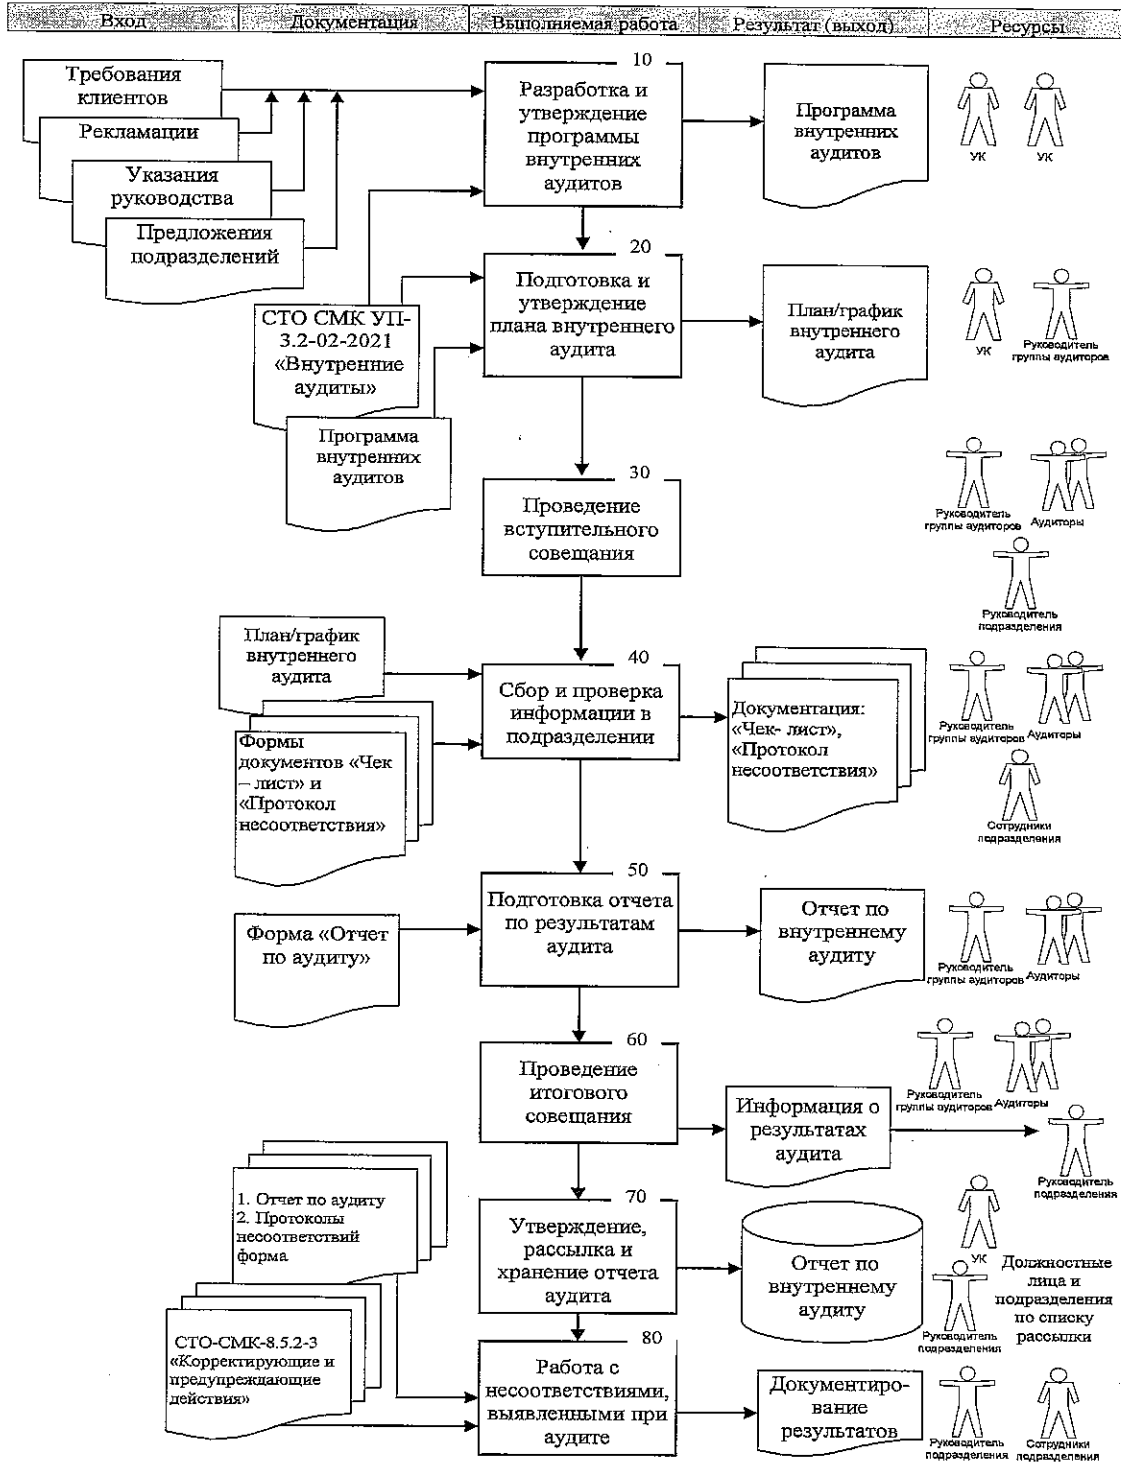 Вход Документация Выполняемая работа Результат (выход) Ресурсы
Требования
клиентов
Рекламации
Указания
руководства
Предложения
подразделений
10
Разработка и
утверждение
программы
внутренних
аудитов
Программа
внутренних
аудитов
УК
УК
СТО СМК УП-
3.2-02-2021
«Внутренние
аудиты»
Программа
внутренних
аудитов
20
Подготовка и
утверждение
плана внутреннего
аудита
План/график
внутреннего
аудита
УК
Руководитель
группы аудиторов
30
Проведение
вступительного
совещания
Руководитель
группы аудиторов
Аудиторы
Руководитель
подразделения
План/график
внутреннего
аудита
Формы
документов «Чек
– лист» и
«Протокол
несоответствия»
40
Сбор и проверка
информации в
подразделении
Документация:
«Чек- лист»,
«Протокол
несоответствия»
Руководитель
группы аудиторов
Аудиторы
Сотрудники
подразделения
Форма «Отчет
по аудиту»
50
Подготовка отчета
по результатам
аудита
Отчет по
внутреннему
аудиту
Руководитель
группы аудиторов
Аудиторы
60
Проведение
итогового
совещания
Информация о
результатах
аудита
Руководитель
группы аудиторов
Аудиторы
Руководитель
подразделения
1. Отчет по аудиту
2. Протоколы
несоответствий
форма
70
Утверждение,
рассылка и
хранение отчета
аудита
Отчет по
внутреннему
аудиту
УК
Руководитель
подразделения
Должностные
лица и
подразделения
по списку
рассылки
СТО-СМК-8.5.2-3
«Корректирующие и
предупреждающие
действия»
80
Работа с
несоответствиями,
выявленными при
аудите
Документиро-
вание
результатов
Руководитель
подразделения
Сотрудники
подразделения